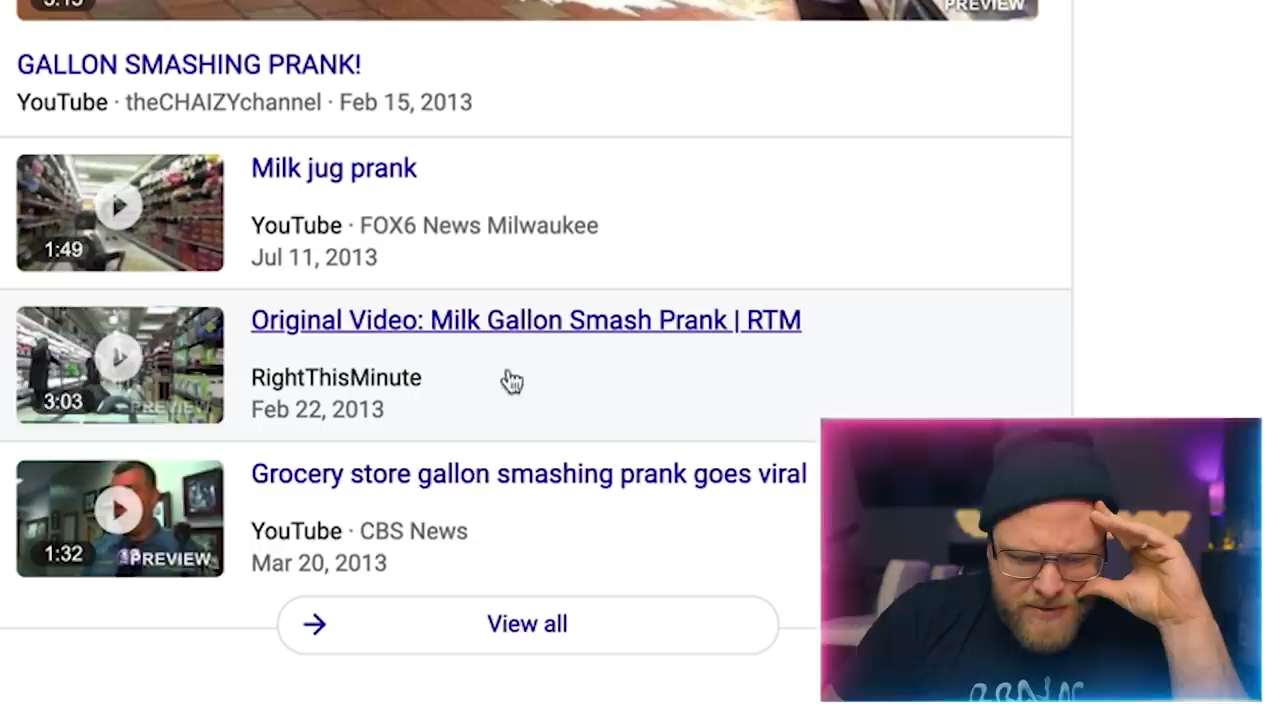 PREVIEW
GALLON SMASHING PRANK!
YouTube · theCHAIZYchannel · Feb 15, 2013
Milk jug prank
YouTube · FOX6 News Milwaukee
Jul 11, 2013
1:49
Original Video: Milk Gallon Smash Prank | RTM
RightThisMinute
Feb 22, 2013
3:03
PREVIEW
Grocery store gallon smashing prank goes viral
YouTube · CBS News
Mar 20, 2013
1:32
PREVIEW
View all